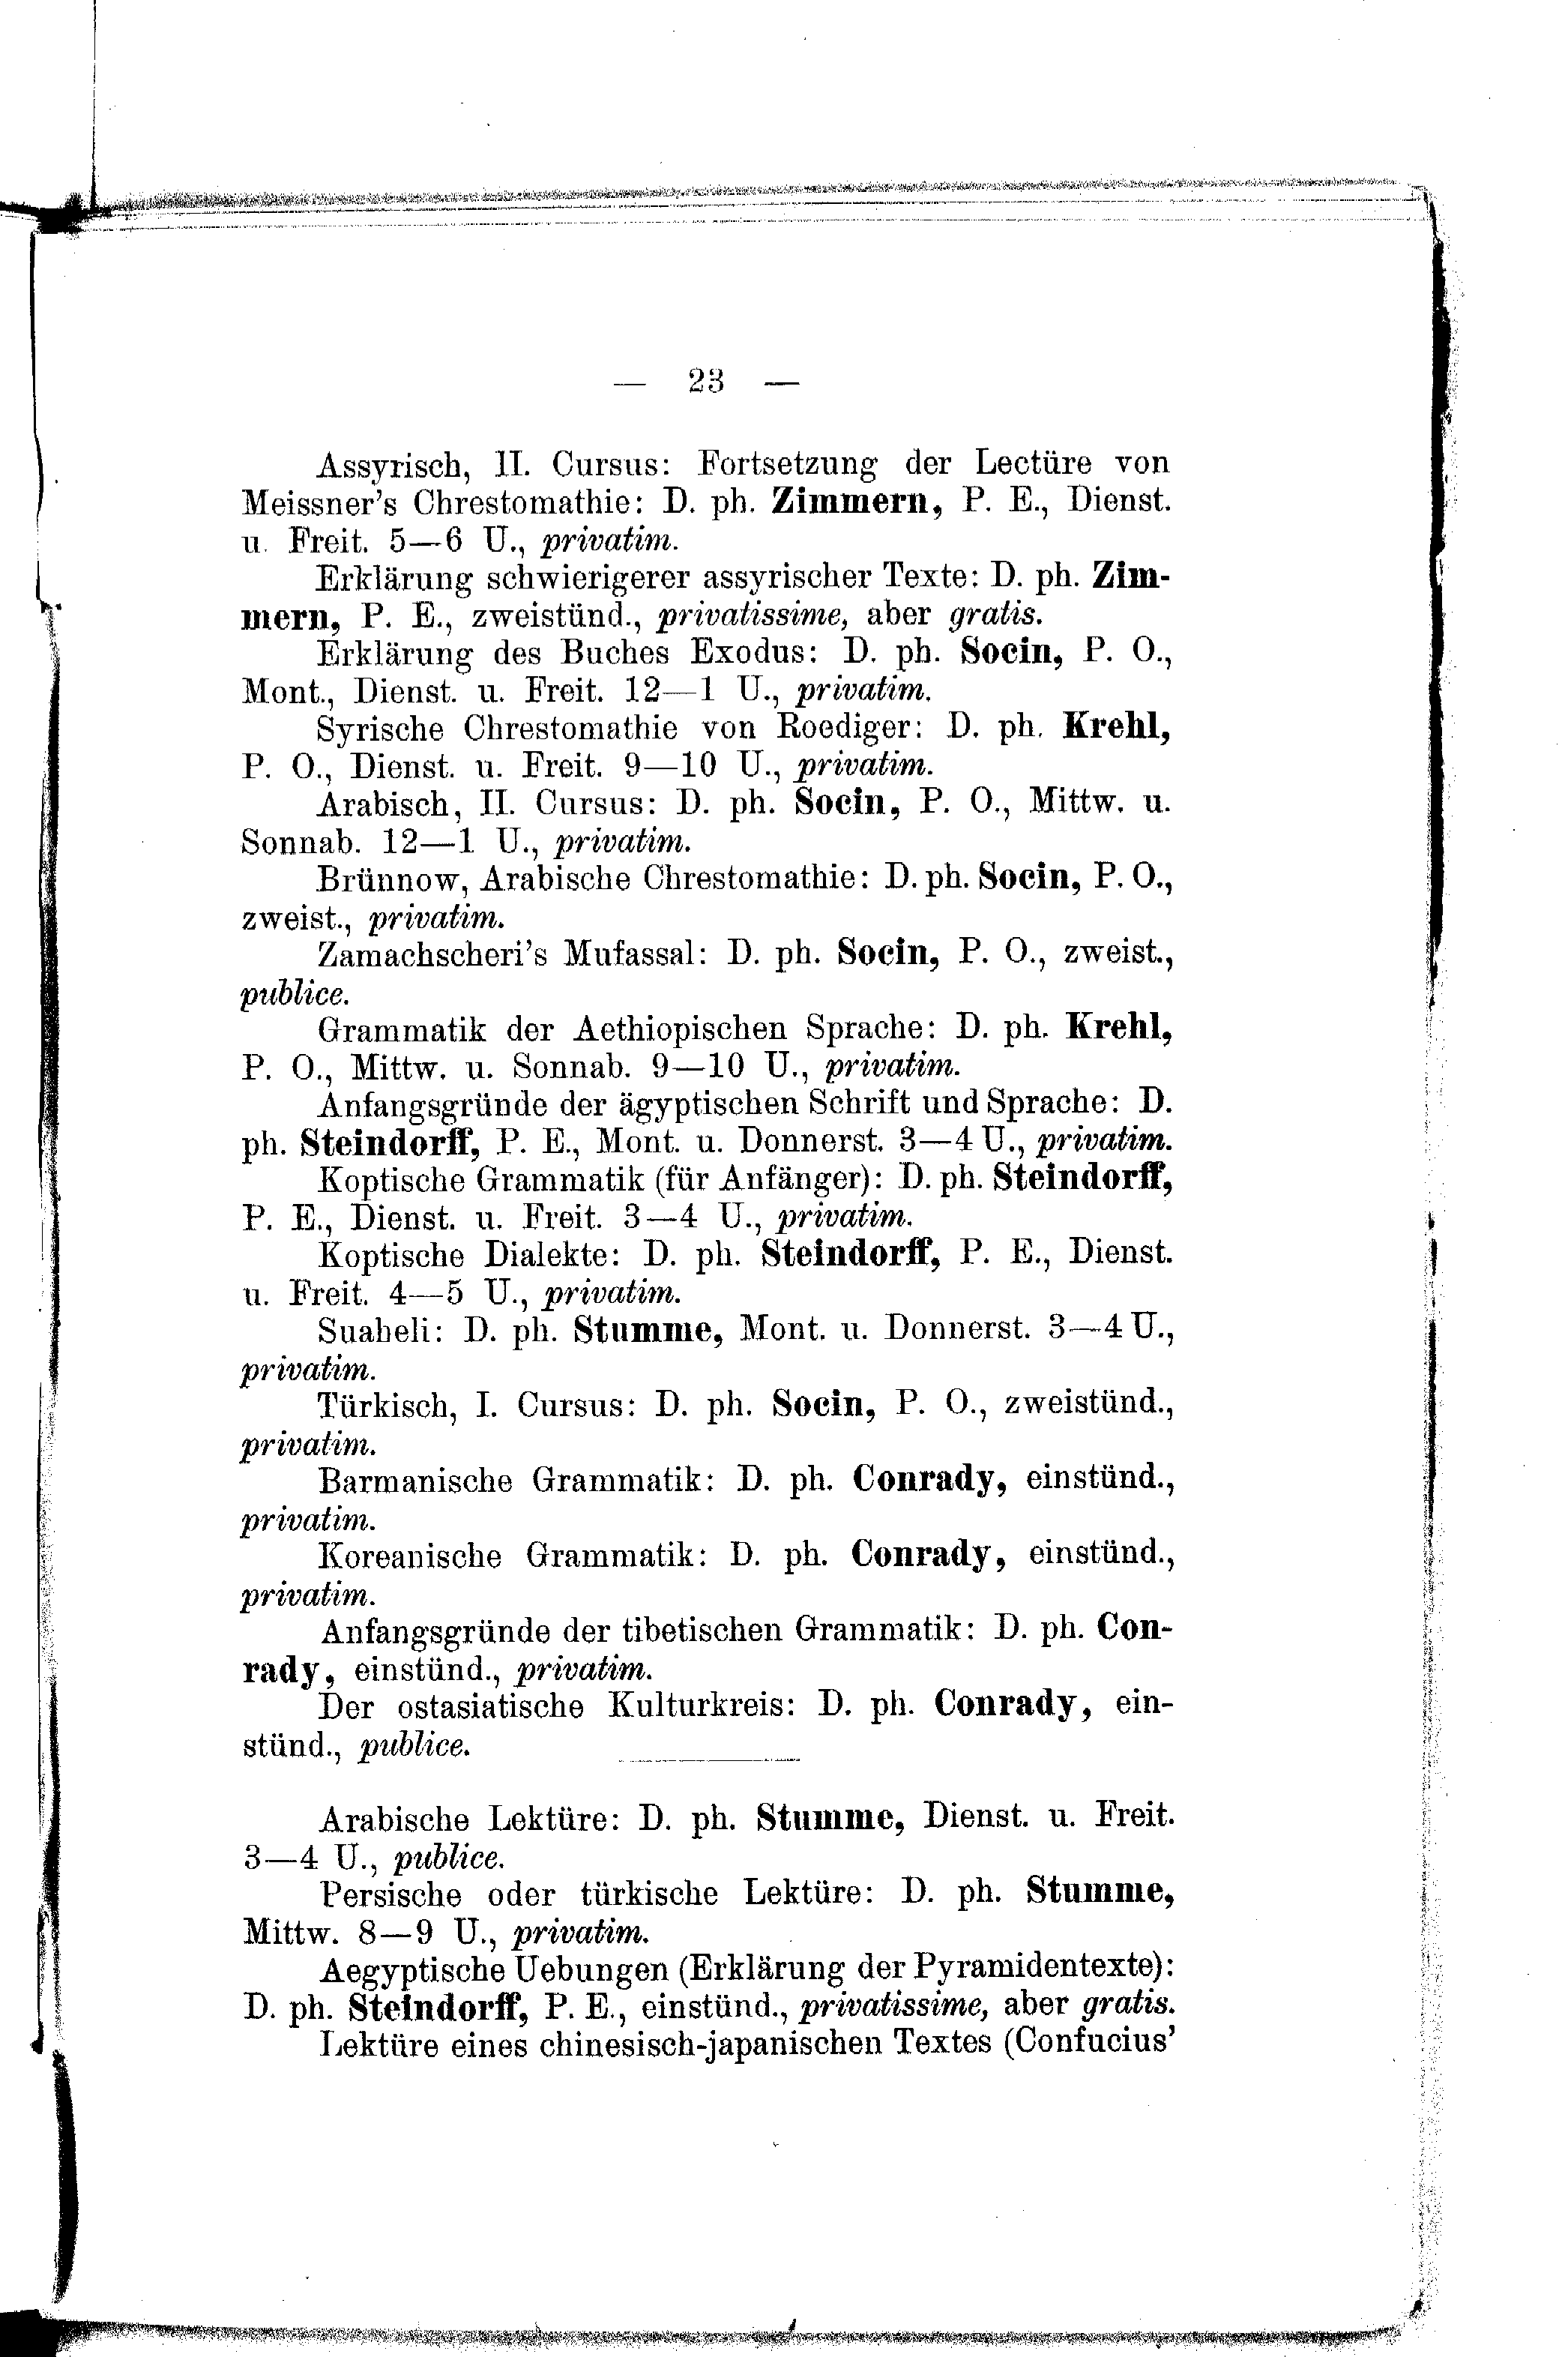 — 23 —
Assyrisch, II. Cursus: Fortsetzung der Lectüre von
Meissner's Chrestomathie: D. ph. Zimmern, P. E., Dienst.
u. Freit. 5—6 U., privatim.
Erklärung schwierigerer assyrischer Texte: D. ph. Zim-
mern, P. E., zweistünd., privatissime, aber gratis.
Erklärung des Buches Exodus: D. ph. Socin, P. O.,
Mont., Dienst. u. Freit. 12—1 U., privatim.
Syrische Chrestomathie von Roediger: D. ph. Krehl,
P. O., Dienst. u. Freit. 9—10 U., privatim.
Arabisch, II. Cursus: D. ph. Socin, P. O., Mittw. u.
Sonnab. 12—1 U., privatim.
Brünnow, Arabische Chrestomathie: D. ph. Socin, P. O.,
zweist., privatim.
Zamachscheri's Mufassal: D. ph. Socin, P. O., zweist.,
publice.
Grammatik der Aethiopischen Sprache: D. ph. Krehl,
P. O., Mittw. u. Sonnab. 9—10 U., privatim.
Anfangsgründe der ägyptischen Schrift und Sprache: D.
ph. Steindorff, P. E., Mont. u. Donnerst. 3—4 U., privatim.
Koptische Grammatik (für Anfänger): D. ph. Steindorff,
P. E., Dienst. u. Freit. 3—4 U., privatim.
Koptische Dialekte: D. ph. Steindorff, P. E., Dienst.
u. Freit. 4—5 U., privatim.
Suaheli: D. ph. Stumme, Mont. u. Donnerst. 3—4 U.,
privatim.
Türkisch, I. Cursus: D. ph. Socin, P. O., zweistünd.,
privatim.
Barmanische Grammatik: D. ph. Conrady, einstünd.,
privatim.
Koreanische Grammatik: D. ph. Conrady, einstünd.,
privatim.
Anfangsgründe der tibetischen Grammatik: D. ph. Con-
rady, einstünd., privatim.
Der ostasiatische Kulturkreis: D. ph. Conrady, ein-
stünd., publice.
Arabische Lektüre: D. ph. Stumme, Dienst. u. Freit.
3—4 U., publice.
Persische oder türkische Lektüre: D. ph. Stumme,
Mittw. 8—9 U., privatim.
Aegyptische Uebungen (Erklärung der Pyramidentexte):
D. ph. Steindorff, P. E., einstünd., privatissime, aber gratis.
Lektüre eines chinesisch-japanischen Textes (Confucius'